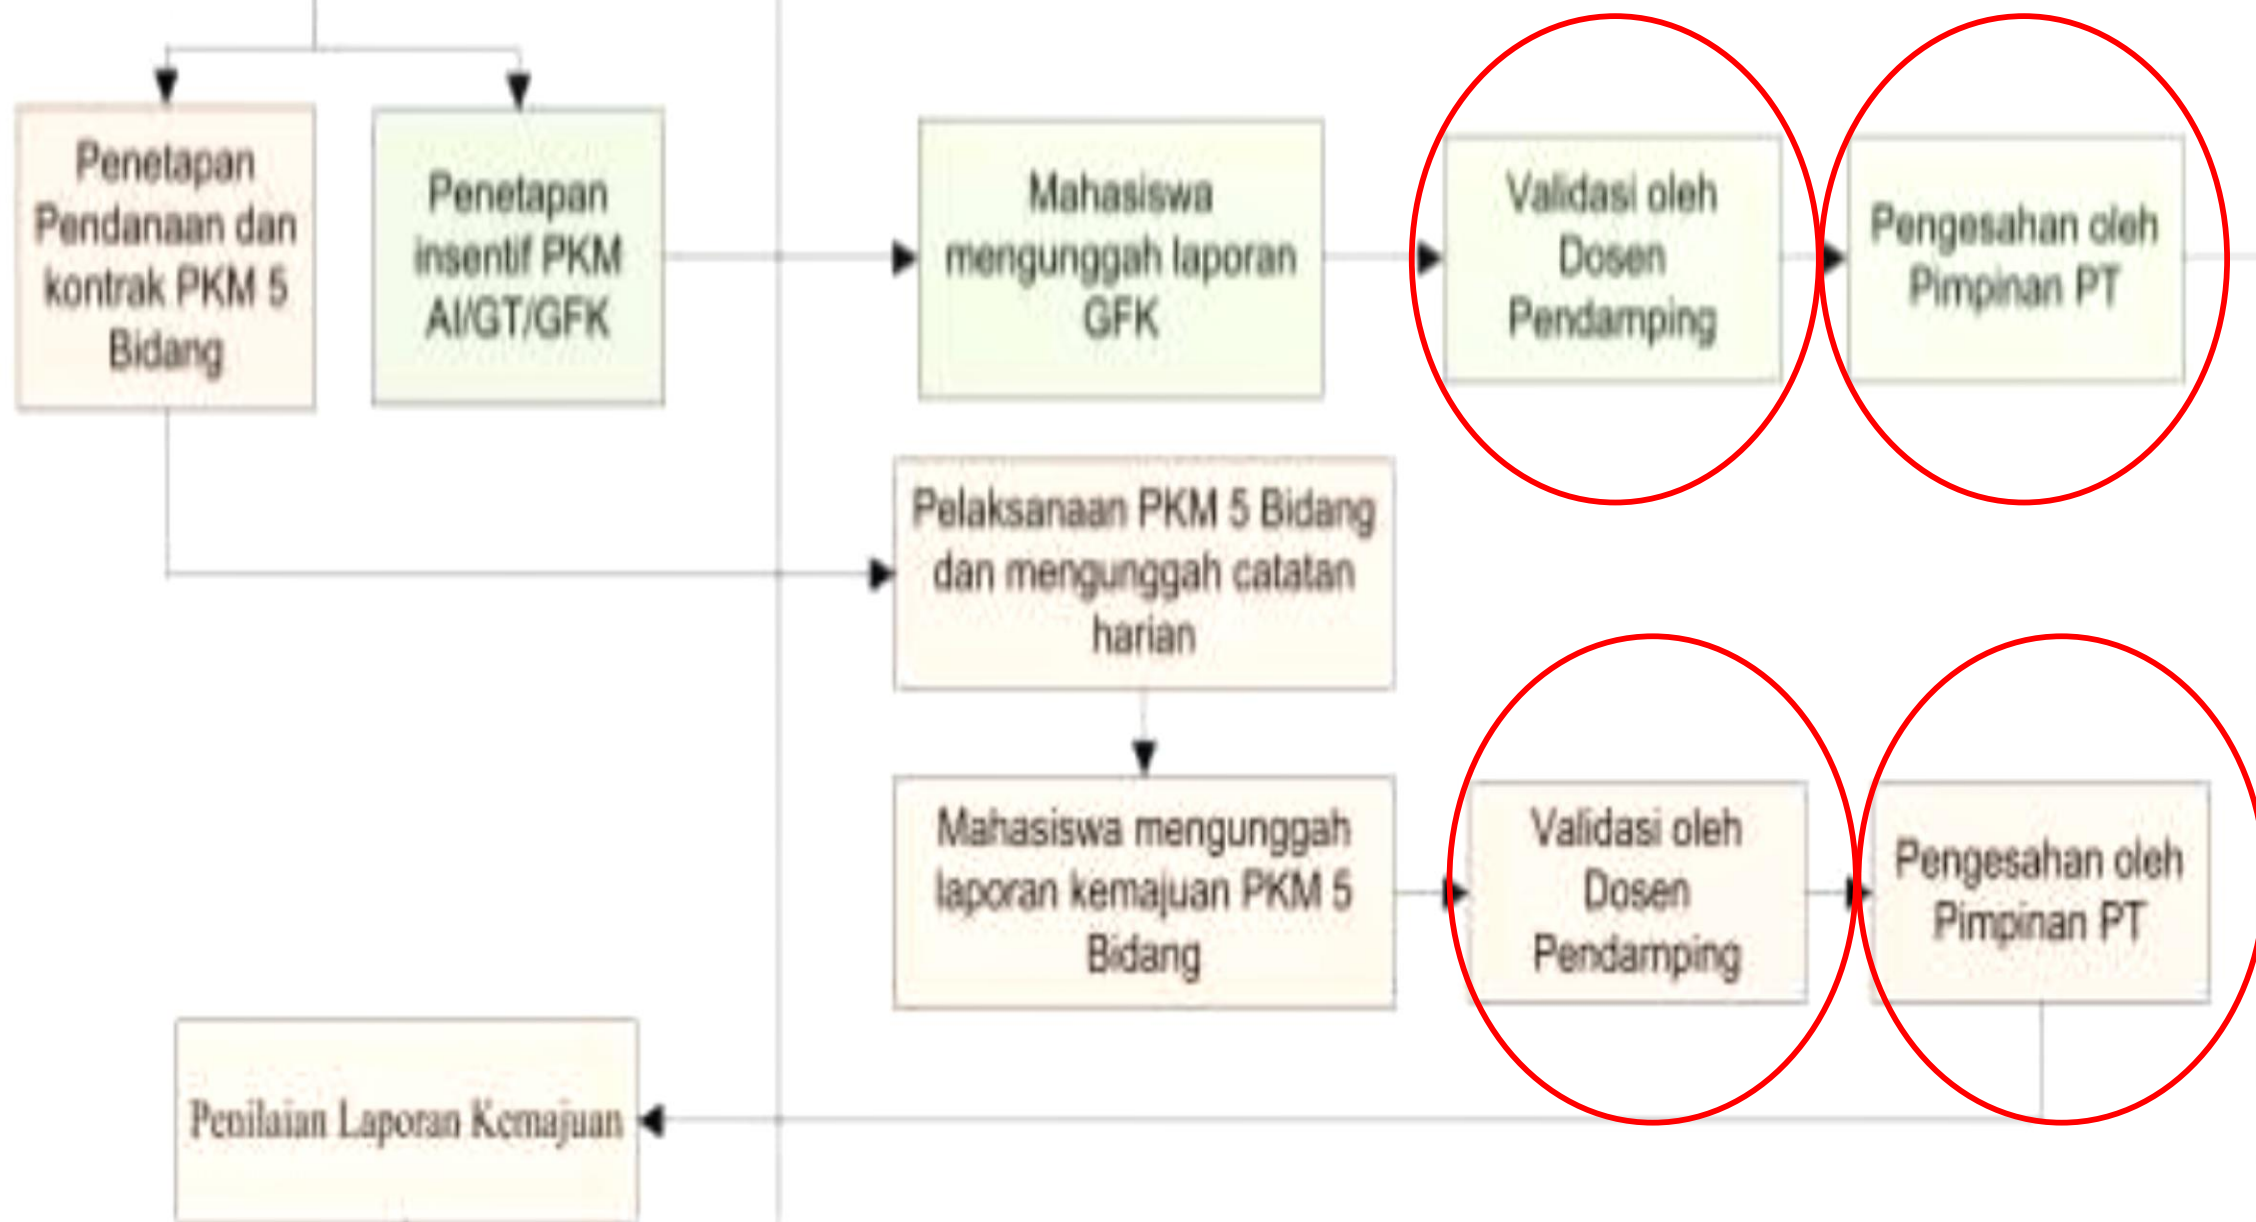 Penetapan
Pendanaan dan
kontrak PKM 5
Bidang
Penetapan
insentif PKM
AI/GT/GFK
Mahasiswa
mengunggah laporan
GFK
Validasi oleh
Dosen
Pendamping
Pengesahan oleh
Pimpinan PT
Pelaksanaan PKM 5 Bidang
dan mengunggah catatan
harian
Mahasiswa mengunggah
laporan kemajuan PKM 5
Bidang
Validasi oleh
Dosen
Pendamping
Pengesahan oleh
Pimpinan PT
Penilaian Laporan Kemajuan